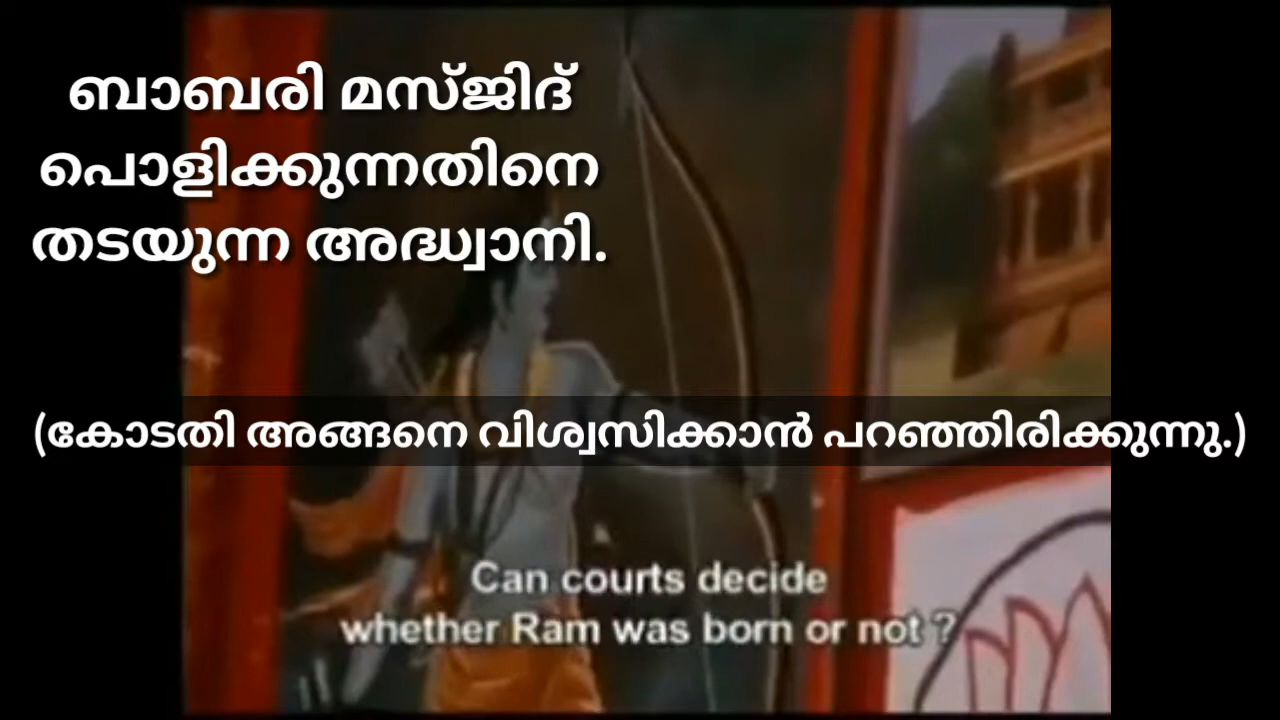 ബാബരി മസ്ജിദ്
പൊളിക്കുന്നതിനെ
തടയുന്ന അദ്ധ്വാനി.
(കോടതി അങ്ങനെ വിശ്വസിക്കാൻ പറഞ്ഞിരിക്കുന്നു.)
Can courts decide
whether Ram was born or not ?